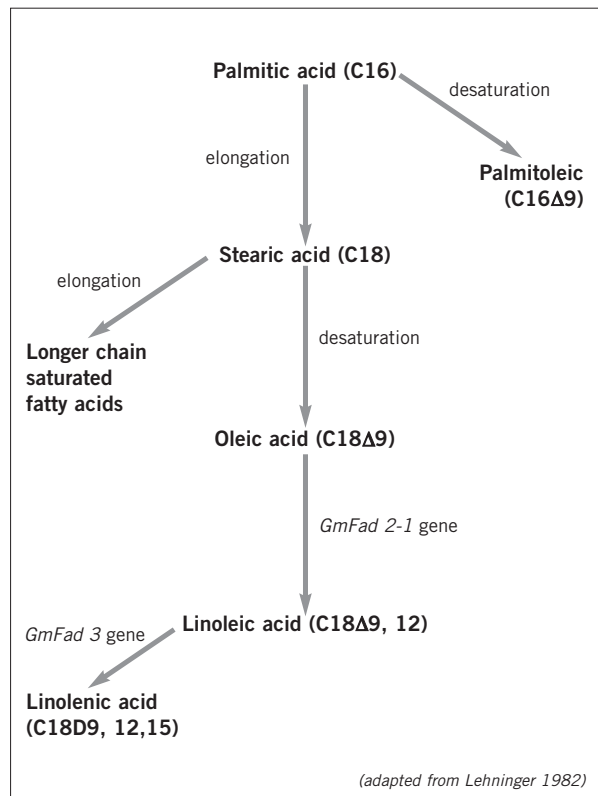 Palmitic acid (C16)
desaturation
elongation
Palmitoleic
(C16Δ9)
Stearic acid (C18)
elongation
desaturation
Longer chain
saturated
fatty acids
Oleic acid (C18Δ9)
GmFad 2-1 gene
Linoleic acid (C18Δ9, 12)
GmFad 3 gene
Linolenic acid
(C18D9, 12,15)
(adapted from Lehninger 1982)